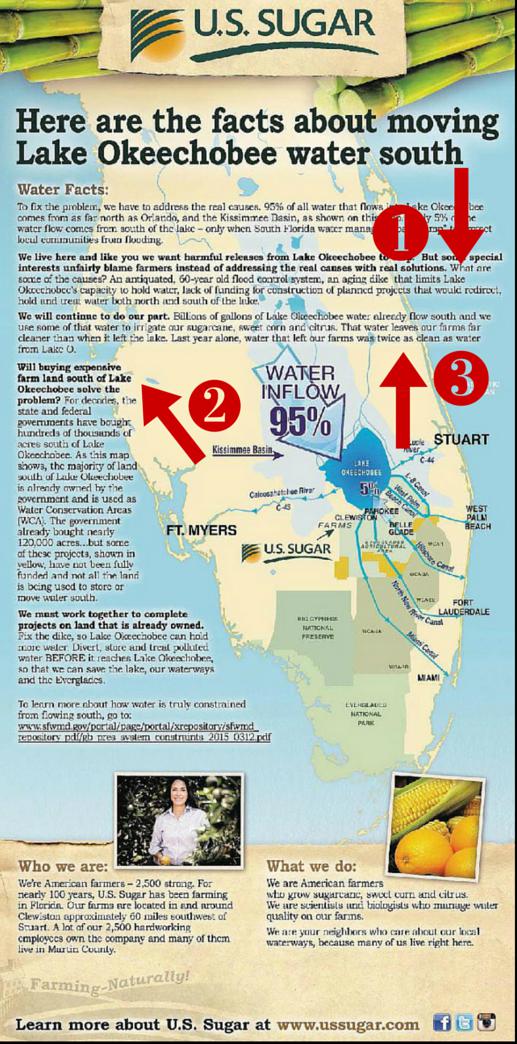 U.S. SUGAR
Here are the facts about moving
Lake Okeechobee water south
Water Facts:
To fix the problem, we have to address the real causes. 95% of all water that flows Lake Okee bee
comes from as far north as Orlando, and the Kissimmee Basin, as shown on this 5% of
water flow comes from south of the lake – only when South Florida water manag
local communities from flooding.
We live here and like you we want harmful releases from Lake Okeechobee to But some special
interests unfairly blame farmers instead of addressing the real causes with real solutions. What are
some of the causes? An antiquated, 60-year old flood control system, an aging dike that limits Lake
Okeechobee's capacity to hold water, lack of funding for construction of planned projects that would redirect,
hold and treat water both north and south of the lake.
We will continue to do our part. Billions of gallons of Lake Okeechobee water already flow south and we
use some of that water to irrigate our sugarcane, sweet corn and citrus. That water leaves our farms far
cleaner than when it left the lake. Last year alone, water that left our farms was twice as clean as water
from Lake O.
Will buying expensive
farm land south of Lake
Okeechobee solve the
problem? For decades, the
state and federal
governments have bought
hundreds of thousands of
acres south of Lake
Okeechobee. As this map
shows, the majority of land
south of Lake Okeechobee
is already owned by the
government and is used as
Water Conservation Areas
(WCA). The government
already bought nearly
120,000 acres...but some
of these projects, shown in
yellow, have not been fully
funded and not all the land
is being used to store or
move water south.
We must work together to complete
projects on land that is already owned.
Fix the dike, so Lake Okeechobee can hold
more water. Divert, store and treat polluted
water BEFORE it reaches Lake Okeechobee,
so that we can save the lake, our waterways
and the Everglades.
To learn more about how water is truly constrained
from flowing south, go to:
www.sfwmd.gov/portal/page/portal/xrepository/sfwmd_
repository_pdf/gb_pres_system_constraints_2015_0312.pdf
1
2
3
WATER
INFLOW
95%
Kissimmee Basin
LAKE
OKEECHOBEE
5%
Lucie
River
C-44
STUART
Caloosahatchee River
C-43
FT. MYERS
L-8 Canal
West Palm
Beach Canal
WEST
PALM
BEACH
PAHOKEE
CLEWISTON
BELLE
GLADE
FARMS
U.S. SUGAR
AGRICULTURAL
AREA
WCA-1
Hillsboro Canal
WCA-2A
WCA-2B
North New River Canal
FORT
LAUDERDALE
BIG CYPRESS
NATIONAL
PRESERVE
WCA-3A
WCA-3B
Miami Canal
MIAMI
EVERGLADES
NATIONAL
PARK
Who we are:
We're American farmers – 2,500 strong. For
nearly 100 years, U.S. Sugar has been farming
in Florida. Our farms are located in and around
Clewiston approximately 60 miles southwest of
Stuart. A lot of our 2,500 hardworking
employees own the company and many of them
live in Martin County.
What we do:
We are American farmers
who grow sugarcane, sweet corn and citrus.
We are scientists and biologists who manage water
quality on our farms.
We are your neighbors who care about our local
waterways, because many of us live right here.
Farming-Naturally!
Learn more about U.S. Sugar at www.ussugar.com